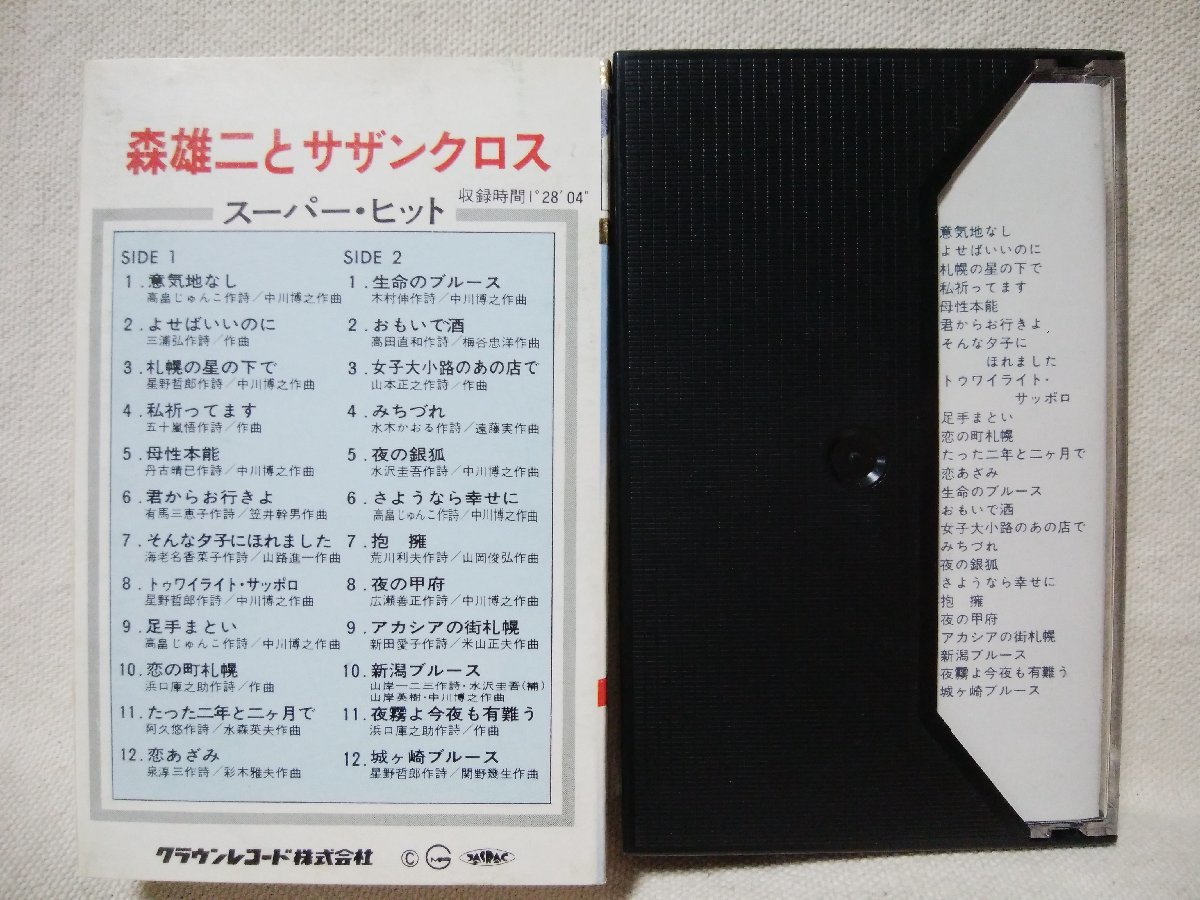 森雄二とサザンクロス
収録時間1°28′04″
スーパー・ヒット
SIDE 1
1.意気地なし
高畠じゅんこ作詩/中川博之作曲
2.よせばいいのに
三浦弘作詩/作曲
3.札幌の星の下で
星野哲郎作詩/中川博之作曲
4.私祈ってます
五十嵐悟作詩/作曲
5.母性本能
丹古晴已作詩/中川博之作曲
6.君からお行きよ
有馬三恵子作詩/笠井幹男作曲
7.そんな夕子にほれました
海老名香菜子作詩/山路進一作曲
8.トゥワイライト・サッポロ
星野哲郎作詩/中川博之作曲
9.足手まとい
高畠じゅんこ作詩/中川博之作曲
10.恋の町札幌
浜口庫之助作詩/作曲
11.たった二年と二ヶ月で
阿久悠作詩/水森英夫作曲
12.恋あざみ
泉淳三作詩/彩木雅夫作曲
SIDE 2
1.生命のブルース
木村伸作詩/中川博之作曲
2.おもいで酒
高田直和作詩/梅谷忠洋作曲
3.女子大小路のあの店で
山本正之作詩/作曲
4.みちづれ
水木かおる作詩/遠藤実作曲
5.夜の銀狐
水沢圭吾作詩/中川博之作曲
6.さようなら幸せに
高畠じゅんこ作詩/中川博之作曲
7.抱 擁
荒川利夫作詩/山岡俊弘作曲
8.夜の甲府
広瀬善正作詩/中川博之作曲
9.アカシアの街札幌
新田愛子作詩/米山正夫作曲
10.新潟ブルース
山岸一二三作詩・水沢圭吾(補)
山岸英樹・中川博之作曲
11.夜霧よ今夜も有難う
浜口庫之助作詩/作曲
12.城ヶ崎ブルース
星野哲郎作詩/関野幾生作曲
クラウンレコード株式会社 © JASRAC
意気地なし
よせばいいのに
札幌の星の下で
私祈ってます
母性本能
君からお行きよ
そんな夕子に
ほれました
トゥワイライト・
サッポロ
足手まとい
恋の町札幌
たった二年と二ヶ月で
恋あざみ
生命のブルース
おもいで酒
女子大小路のあの店で
みちづれ
夜の銀狐
さようなら幸せに
抱 擁
夜の甲府
アカシアの街札幌
新潟ブルース
夜霧よ今夜も有難う
城ヶ崎ブルース